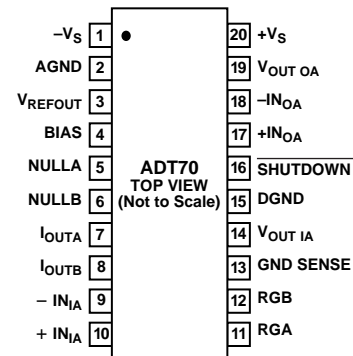 –VS 1
AGND 2
VREFOUT 3
BIAS 4
NULLA 5
NULLB 6
IOUTA 7
IOUTB 8
– INIA 9
+ INIA 10
ADT70
TOP VIEW
(Not to Scale)
20 +VS
19 VOUT OA
18 –INOA
17 +INOA
16 SHUTDOWN
15 DGND
14 VOUT IA
13 GND SENSE
12 RGB
11 RGA